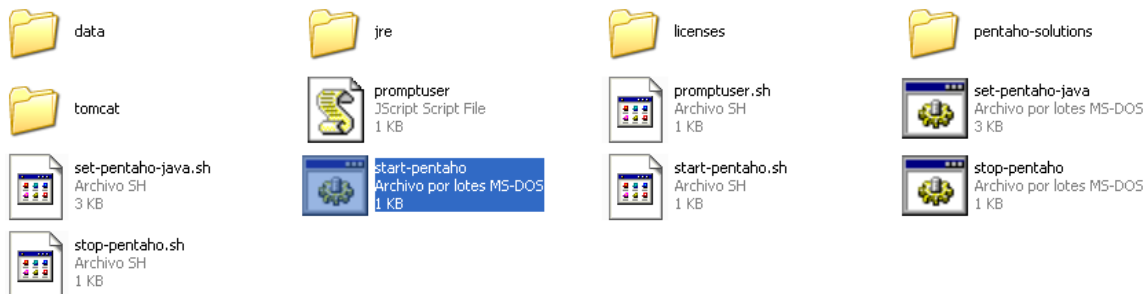 data
jre
licenses
pentaho-solutions
tomcat
promptuser
JScript Script File
1 KB
promptuser.sh
Archivo SH
1 KB
set-pentaho-java
Archivo por lotes MS-DOS
3 KB
set-pentaho-java.sh
Archivo SH
3 KB
start-pentaho
Archivo por lotes MS-DOS
1 KB
start-pentaho.sh
Archivo SH
1 KB
stop-pentaho
Archivo por lotes MS-DOS
1 KB
stop-pentaho.sh
Archivo SH
1 KB